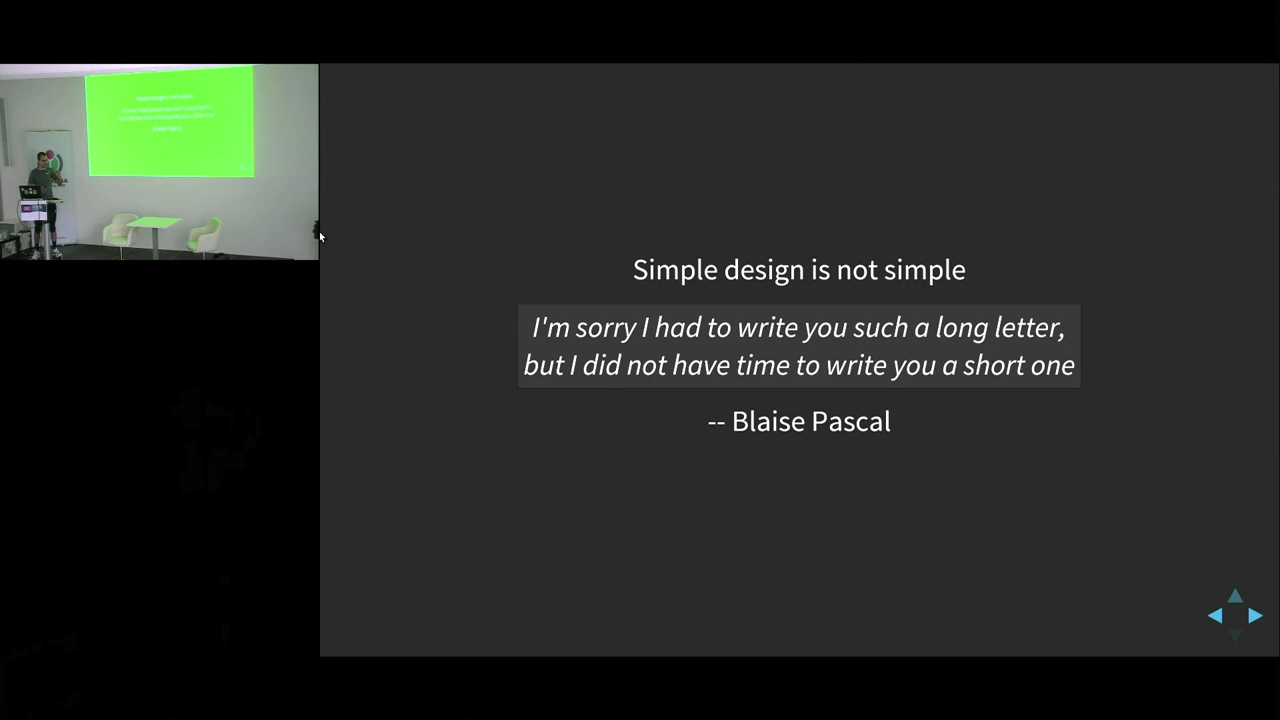 Simple design is not simple
I'm sorry I had to write you such a long letter,
but I did not have time to write you a short one
-- Blaise Pascal